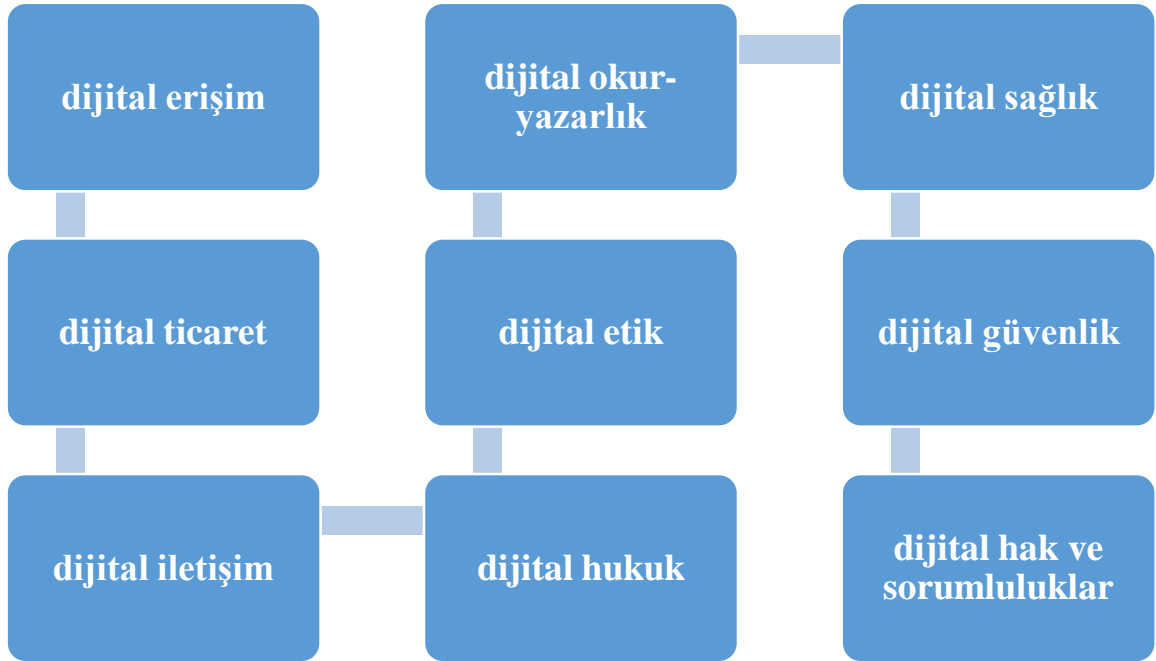 dijital erişim
dijital ticaret
dijital iletişim
dijital hukuk
dijital etik
dijital okur-
yazarlık
dijital sağlık
dijital güvenlik
dijital hak ve
sorumluluklar